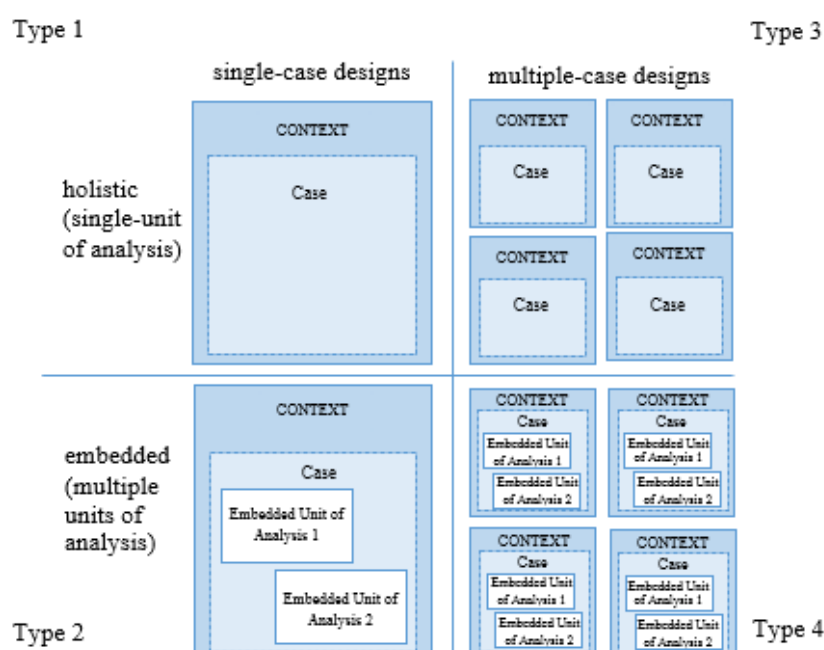 Type 1
Type 3
single-case designs
multiple-case designs
holistic
(single-unit
of analysis)
CONTEXT
Case
CONTEXT
Case
CONTEXT
Case
CONTEXT
Case
CONTEXT
Case
embedded
(multiple
units of
analysis)
CONTEXT
Case
Embedded Unit of
Analysis 1
Embedded Unit of
Analysis 2
CONTEXT
Case
Embedded Unit
of Analysis 1
Embedded Unit
of Analysis 2
CONTEXT
Case
Embedded Unit
of Analysis 1
Embedded Unit
of Analysis 2
CONTEXT
Case
Embedded Unit
of Analysis 1
Embedded Unit
of Analysis 2
CONTEXT
Case
Embedded Unit
of Analysis 1
Embedded Unit
of Analysis 2
Type 2
Type 4